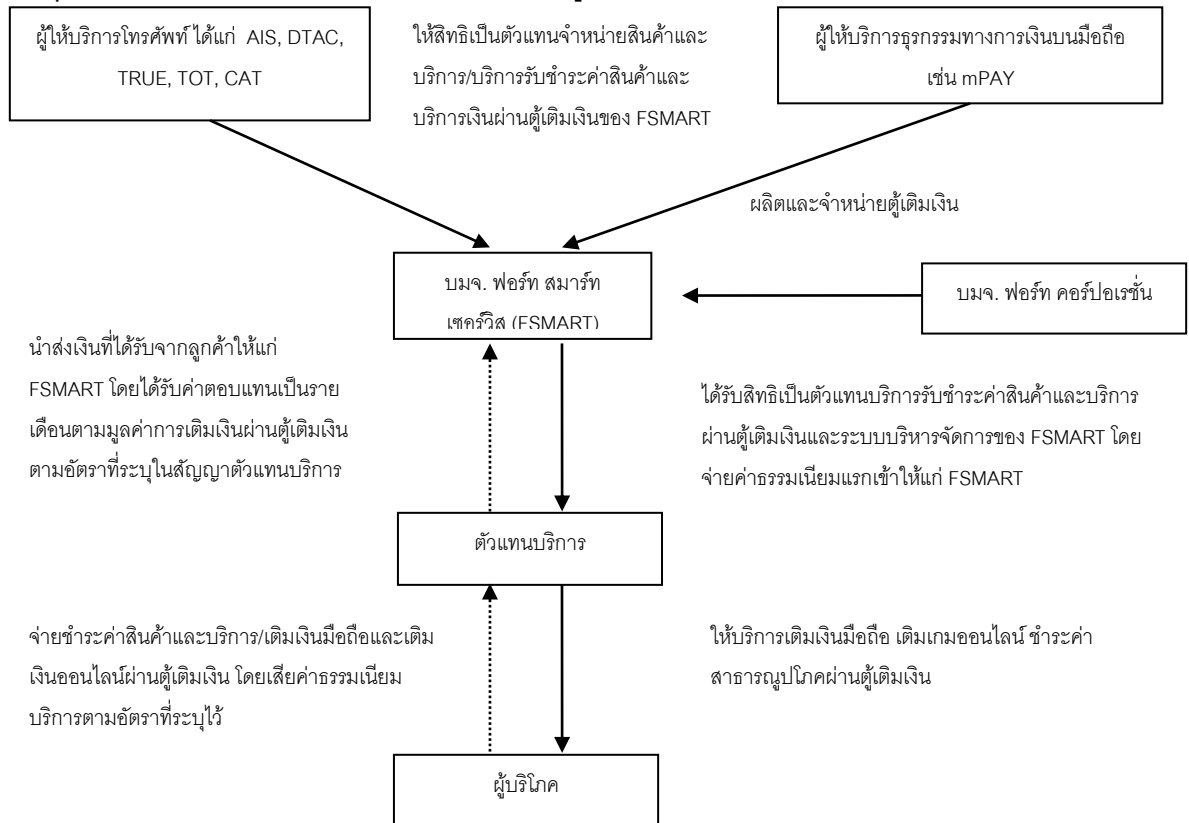 ผู้ให้บริการโทรศัพท์ ได้แก่ AIS, DTAC,
TRUE, TOT, CAT
ให้สิทธิเป็นตัวแทนจำหน่ายสินค้าและ
บริการ/บริการรับชำระค่าสินค้าและ
บริการเงินผ่านตู้เติมเงินของ FSMART
ผู้ให้บริการธุรกรรมทางการเงินบนมือถือ
เช่น mPAY
ผลิตและจำหน่ายตู้เติมเงิน
บมจ. ฟอร์ท สมาร์ท
เซอร์วิส (FSMART)
บมจ. ฟอร์ท คอร์ปอเรชั่น
นำส่งเงินที่ได้รับจากลูกค้าให้แก่
FSMART โดยได้รับค่าตอบแทนเป็นราย
เดือนตามมูลค่าการเติมเงินผ่านตู้เติมเงิน
ตามอัตราที่ระบุในสัญญาตัวแทนบริการ
ได้รับสิทธิเป็นตัวแทนบริการรับชำระค่าสินค้าและบริการ
ผ่านตู้เติมเงินและระบบบริหารจัดการของ FSMART โดย
จ่ายค่าธรรมเนียมแรกเข้าให้แก่ FSMART
ตัวแทนบริการ
จ่ายชำระค่าสินค้าและบริการ/เติมเงินมือถือและเติม
เงินออนไลน์ผ่านตู้เติมเงิน โดยเสียค่าธรรมเนียม
บริการตามอัตราที่ระบุไว้
ให้บริการเติมเงินมือถือ เติมเกมออนไลน์ ชำระค่า
สาธารณูปโภคผ่านตู้เติมเงิน
ผู้บริโภค